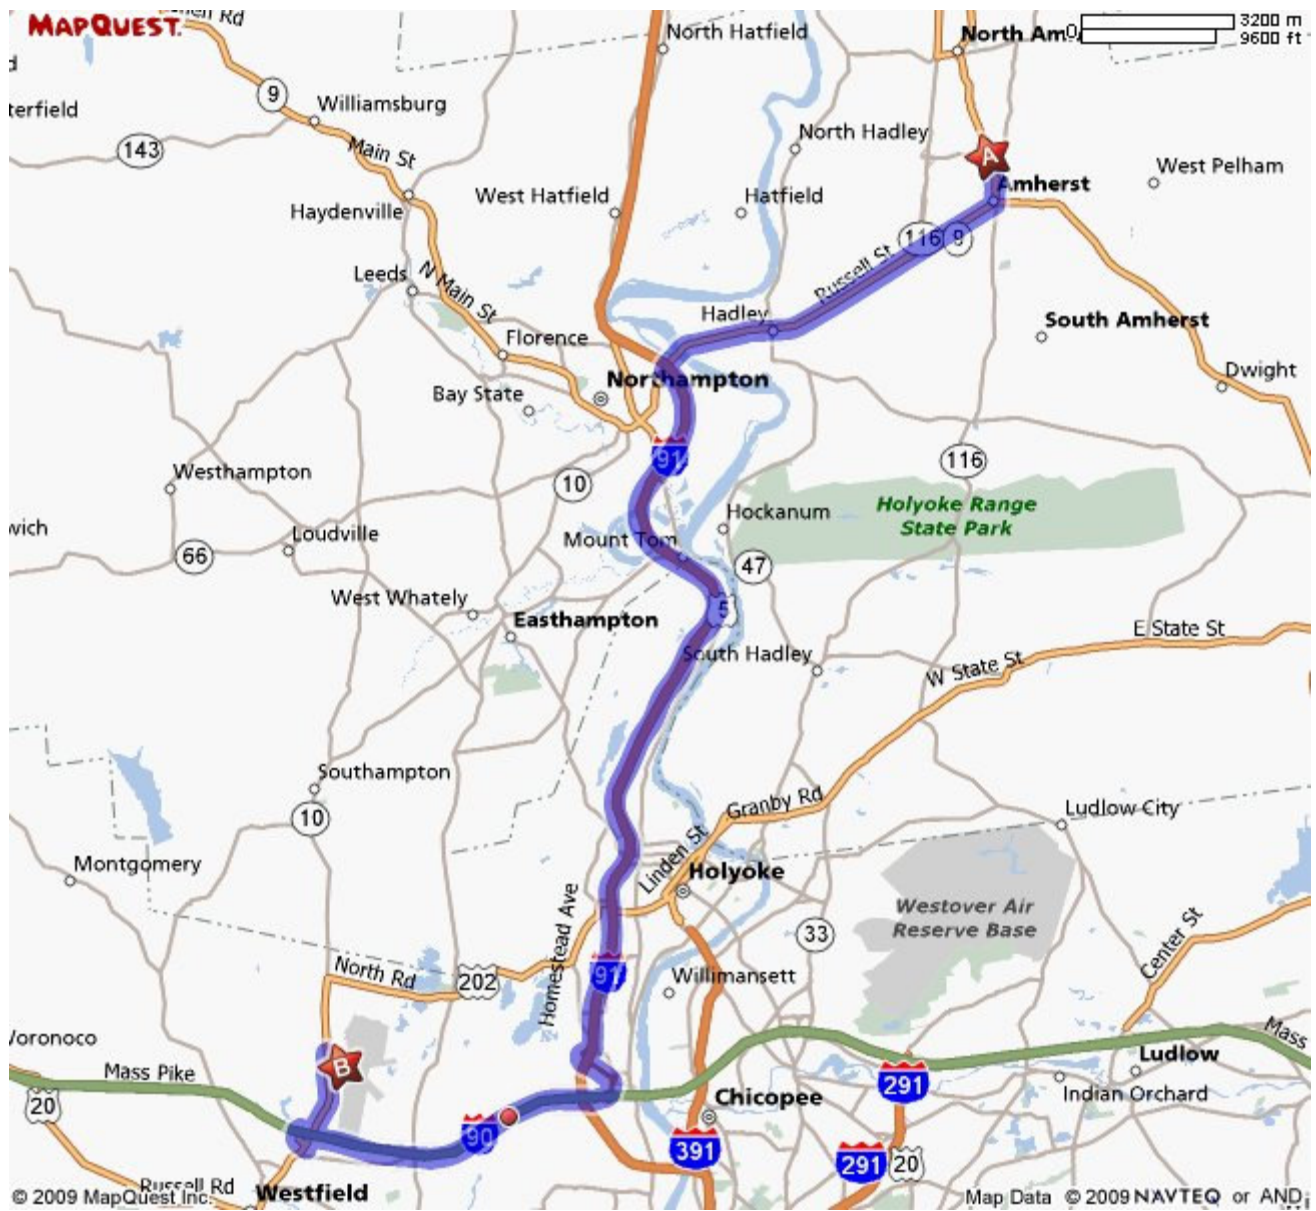 MAPQUEST.
3200 m
0
9600 ft
North Hatfield
9
Williamsburg
terfield
143
Main St
North Hadley
A
Amherst
West Pelham
West Hatfield
Hatfield
Haydenville
116
9
Russell St
Leeds
N Main St
Hadley
South Amherst
Florence
Northampton
Dwight
Bay State
91
116
Westhampton
10
Holyoke Range
State Park
Hockanum
wich
Loudville
66
Mount Tom
47
West Whately
5
Easthampton
E State St
South Hadley
W State St
Southampton
10
Granby Rd
Ludlow City
Montgomery
Linden St
Holyoke
Westover Air
Reserve Base
Homestead Ave
33
Center St
North Rd
202
91
Willimansett
Voronoco
Mass Pike
B
Mass
Ludlow
20
291
Indian Orchard
Chicopee
90
391
291
20
Russell Rd
Westfield
© 2009 MapQuest Inc.
Map Data © 2009 NAVTEQ or AND